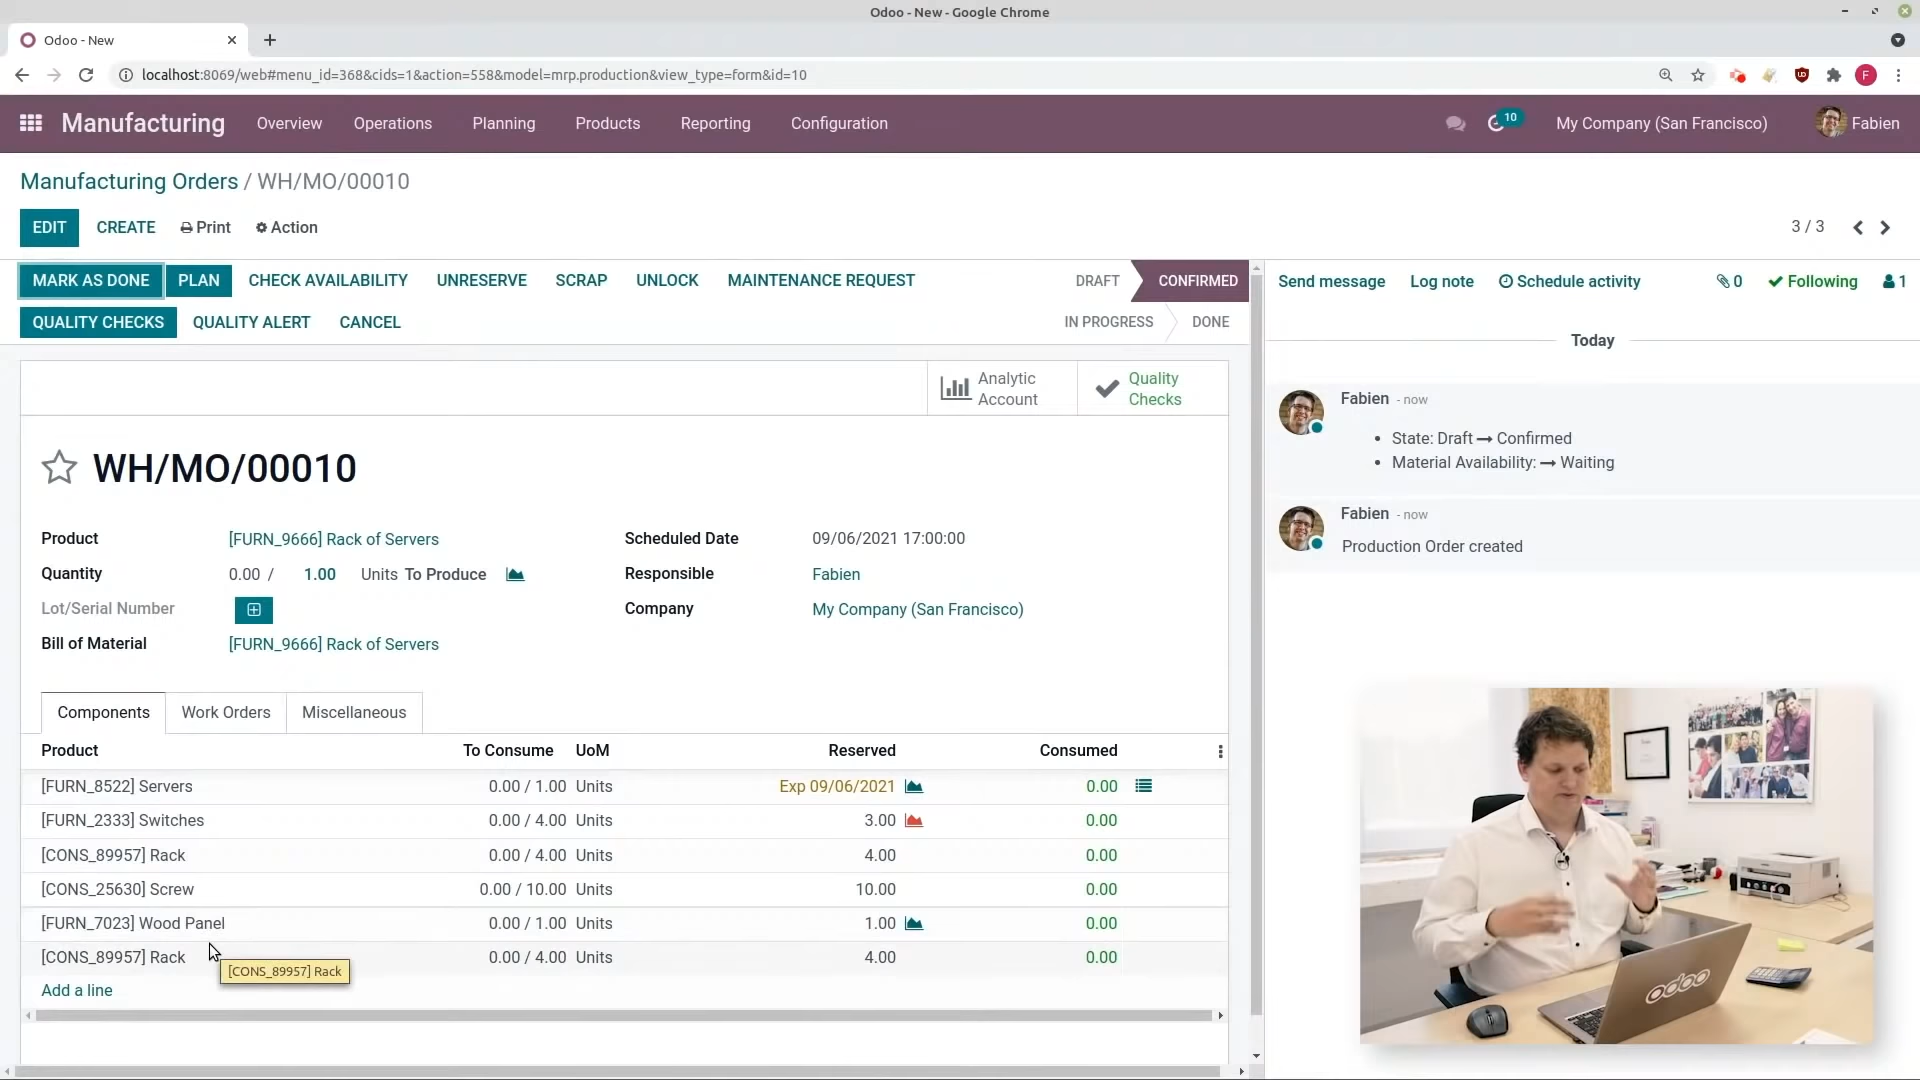 Odoo - New - Google Chrome
Odoo - New
localhost:8069/web#menu_id=368&cids=1&action=558&model=mrp.production&view_type=form&id=10
F
Manufacturing Overview Operations Planning Products Reporting Configuration 10 My Company (San Francisco) Fabien
Manufacturing Orders / WH/MO/00010
EDIT CREATE Print Action 3 / 3
MARK AS DONE PLAN CHECK AVAILABILITY UNRESERVE SCRAP UNLOCK MAINTENANCE REQUEST DRAFT CONFIRMED
QUALITY CHECKS QUALITY ALERT CANCEL IN PROGRESS DONE
Analytic Account
Quality Checks
WH/MO/00010
Product [FURN_9666] Rack of Servers
Quantity 0.00 / 1.00 Units To Produce
Lot/Serial Number
Bill of Material [FURN_9666] Rack of Servers
Scheduled Date 09/06/2021 17:00:00
Responsible Fabien
Company My Company (San Francisco)
Components Work Orders Miscellaneous
Product To Consume UoM Reserved Consumed
[FURN_8522] Servers 0.00 / 1.00 Units Exp 09/06/2021 0.00
[FURN_2333] Switches 0.00 / 4.00 Units 3.00 0.00
[CONS_89957] Rack 0.00 / 4.00 Units 4.00 0.00
[CONS_25630] Screw 0.00 / 10.00 Units 10.00 0.00
[FURN_7023] Wood Panel 0.00 / 1.00 Units 1.00 0.00
[CONS_89957] Rack 0.00 / 4.00 Units 4.00 0.00
[CONS_89957] Rack
Add a line
Send message Log note Schedule activity 0 Following 1
Today
Fabien - now
State: Draft → Confirmed
Material Availability: → Waiting
Fabien - now
Production Order created
odoo